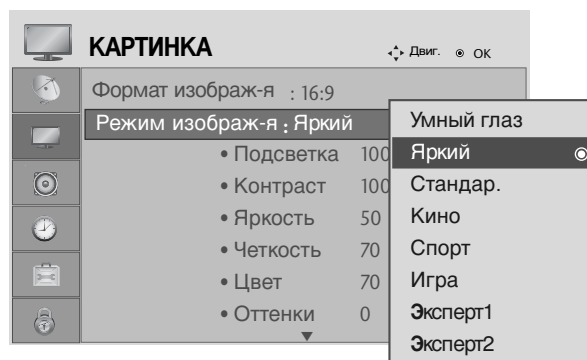 КАРТИНКА
Двиг. ОК
Формат изображ-я : 16:9
Режим изображ-я : Яркий
• Подсветка 100
• Контраст 100
• Яркость 50
• Четкость 70
• Цвет 70
• Оттенки 0
Умный глаз
Яркий
Стандар.
Кино
Спорт
Игра
Эксперт1
Эксперт2